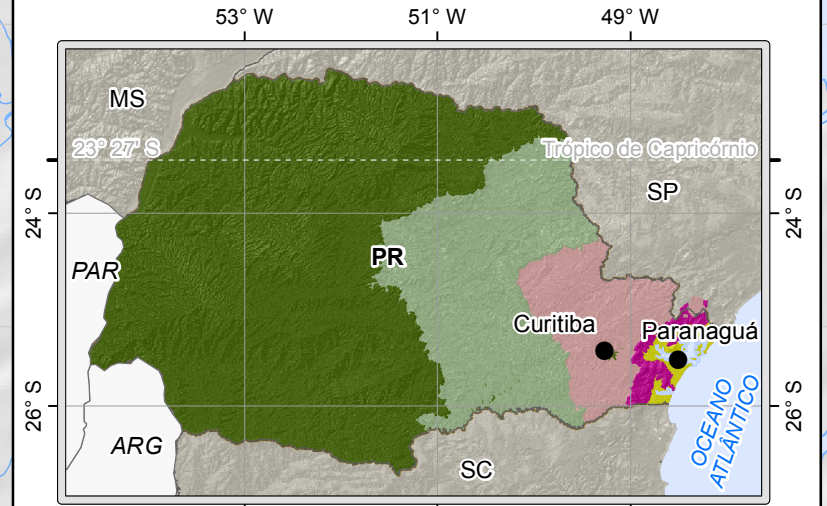 53° W
51° W
49° W
MS
23° 27' S
Trópico de Capricórnio
SP
24° S
24° S
PR
PAR
Curitiba
Paranaguá
26° S
26° S
ARG
SC
OCEANO
ATLÂNTICO